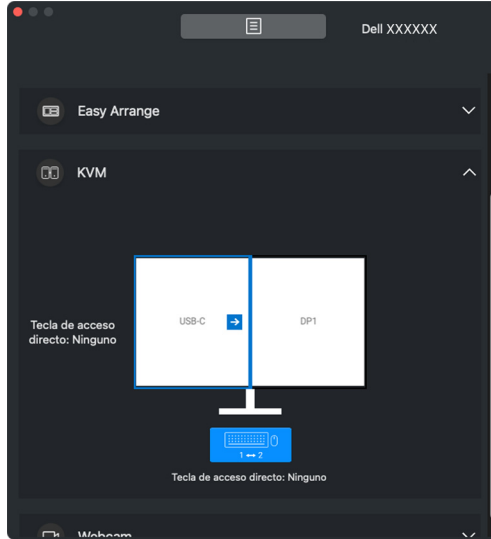 Dell XXXXXX
Easy Arrange
KVM
USB-C
DP1
Tecla de acceso
directo: Ninguno
1 ↔ 2
Tecla de acceso directo: Ninguno
Webcam